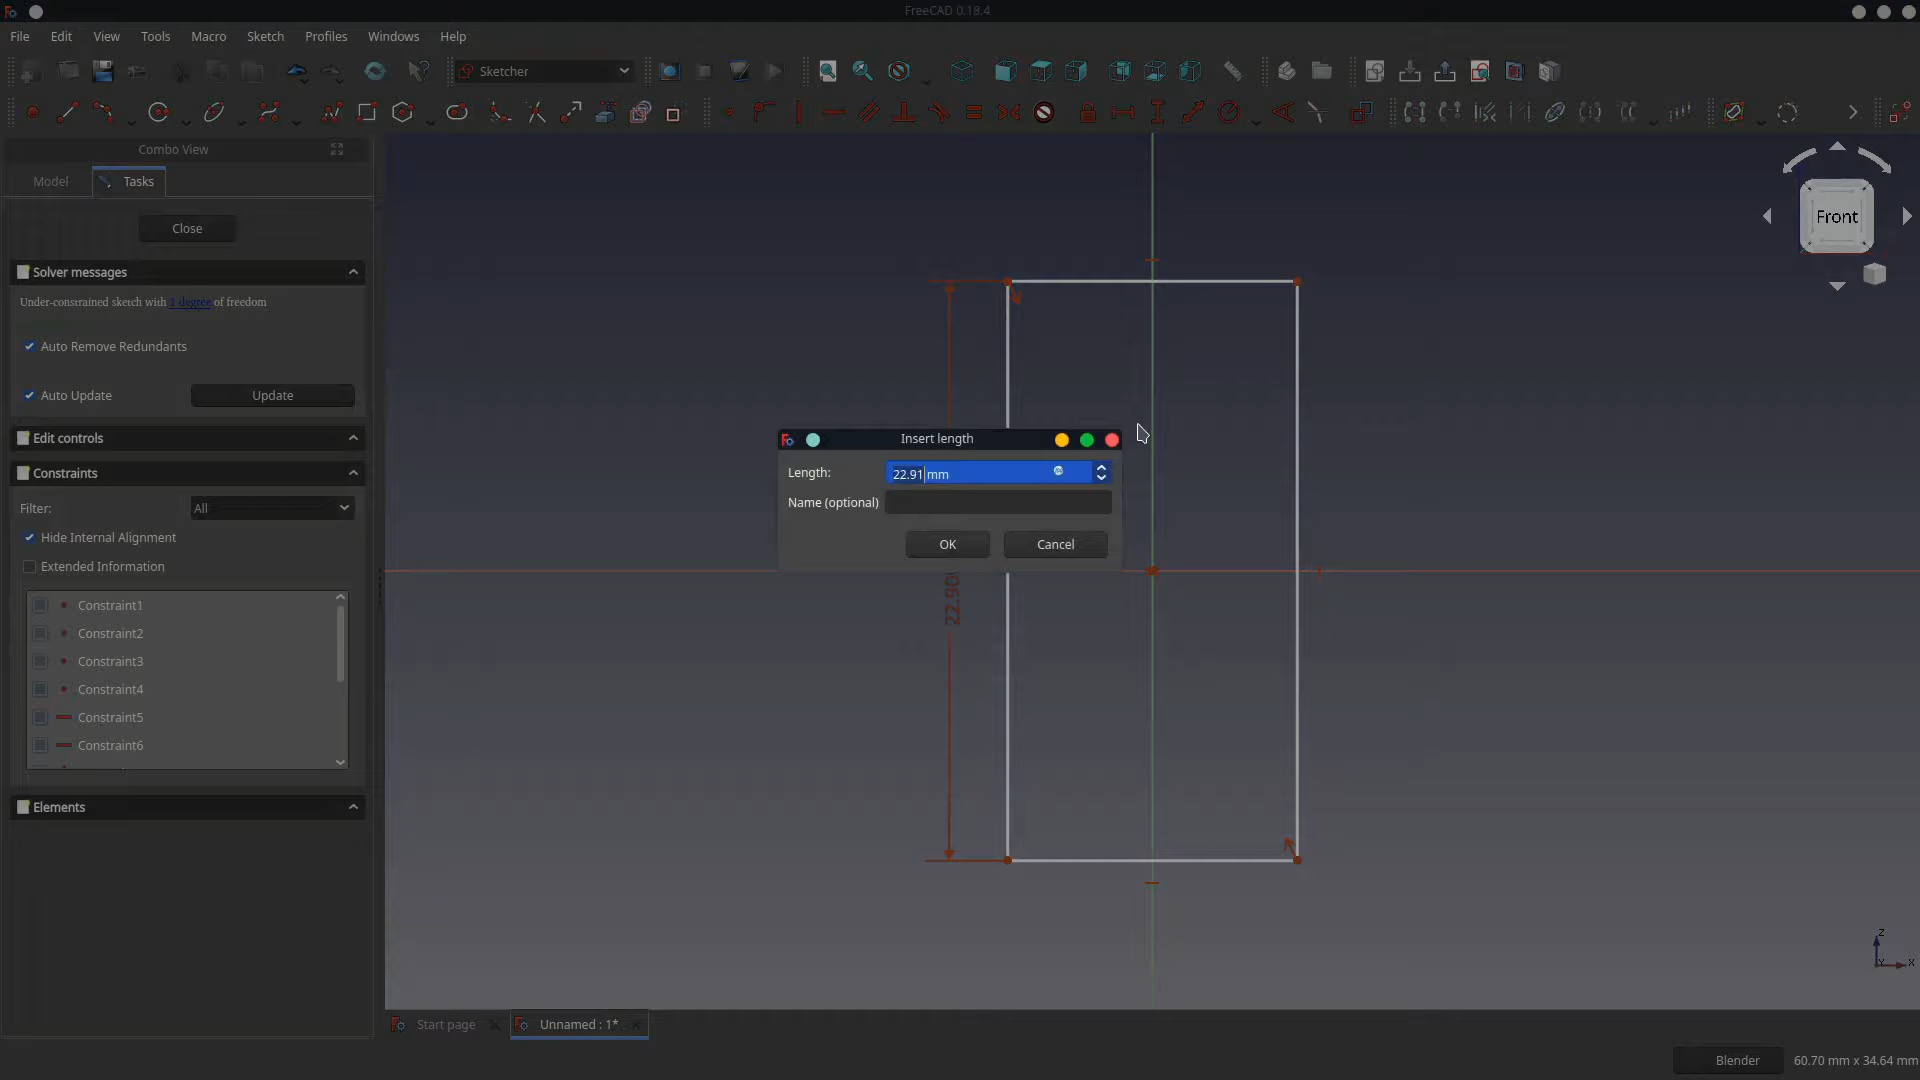 FreeCAD 0.18.4
File Edit View Tools Macro Sketch Profiles Windows Help
Sketcher
Combo View
Model Tasks
Close
Solver messages
Under-constrained sketch with 1 degree of freedom
Auto Remove Redundants
Auto Update Update
Edit controls
Constraints
Filter: All
Hide Internal Alignment
Extended Information
Constraint1
Constraint2
Constraint3
Constraint4
Constraint5
Constraint6
Elements
Front
Insert length
Length: 22.91 mm
Name (optional)
OK Cancel
Z
Y X
Start page Unnamed : 1*
Blender 60.70 mm x 34.64 mm